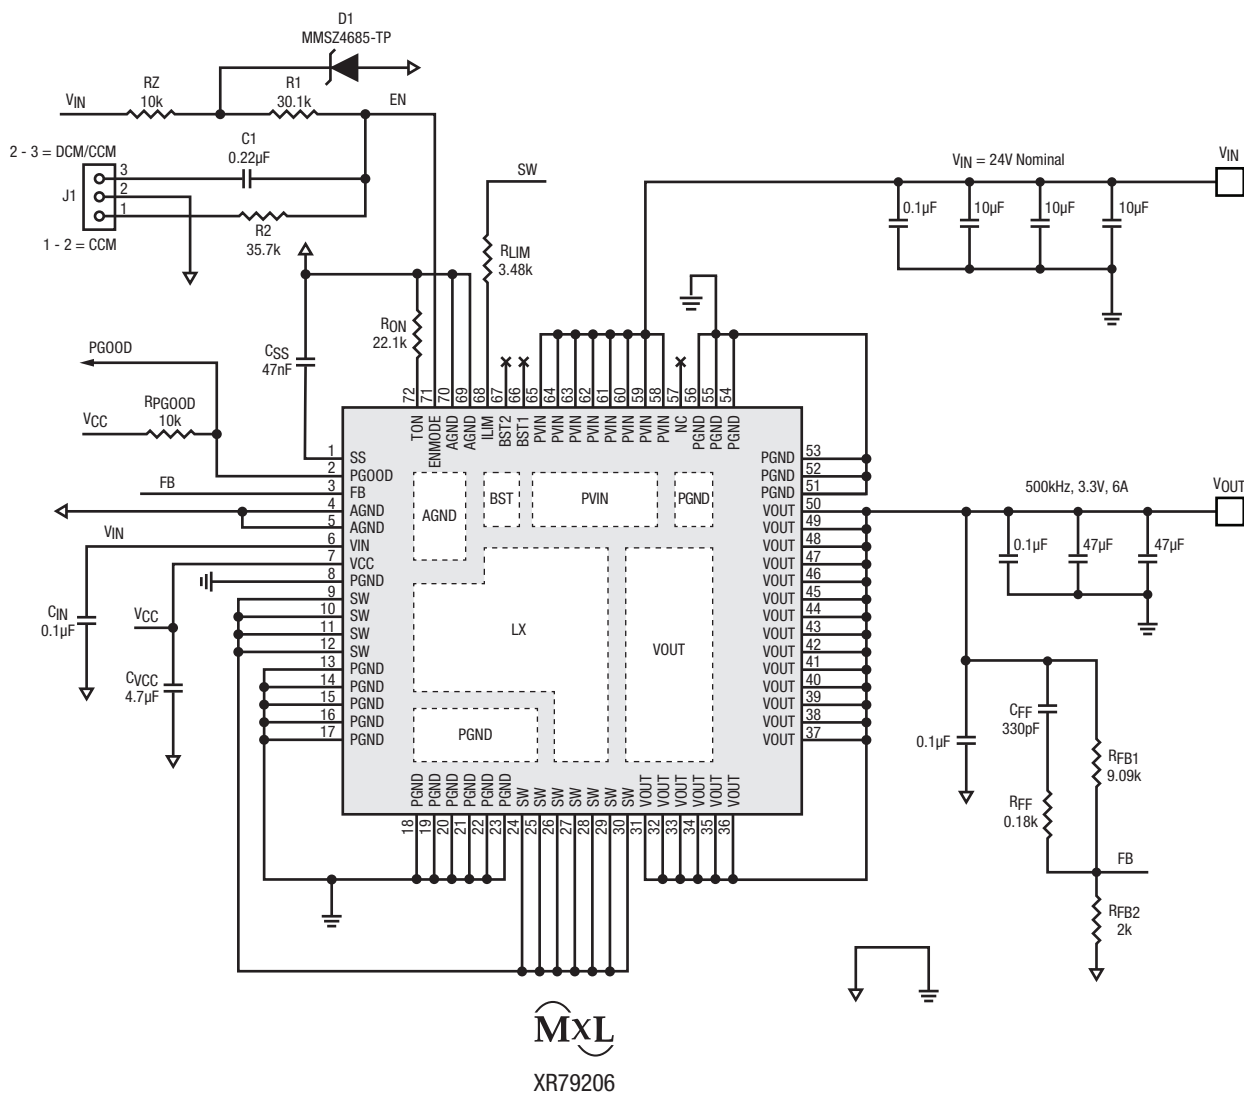 D1
MMSZ4685-TP
RZ
10k
R1
30.1k
VIN
EN
C1
0.22µF
2 - 3 = DCM/CCM
3
J1
2
1
R2
35.7k
1 - 2 = CCM
SW
RLIM
3.48k
VIN = 24V Nominal
VIN
0.1µF
10µF
10µF
10µF
RON
22.1k
CSS
47nF
PGOOD
RPGOOD
10k
VCC
72 71 70 69 68 67 66 65 64 63 62 61 60 59 58 57 56 55 54
TON
ENMODE
AGND
AGND
ILIM
BST2
BST1
PVIN
PVIN
PVIN
PVIN
PVIN
PVIN
PVIN
PVIN
NC
PGND
PGND
PGND
1 SS
2 PGOOD
FB
3 FB
4 AGND
5 AGND
VIN
6 VIN
7 VCC
8 PGND
9 SW
10 SW
11 SW
12 SW
13 PGND
14 PGND
15 PGND
16 PGND
17 PGND
CIN
0.1µF
VCC
CVCC
4.7µF
AGND
BST
PVIN
PGND
LX
VOUT
PGND
PGND 53
PGND 52
PGND 51
VOUT 50
VOUT 49
VOUT 48
VOUT 47
VOUT 46
VOUT 45
VOUT 44
VOUT 43
VOUT 42
VOUT 41
VOUT 40
VOUT 39
VOUT 38
VOUT 37
500kHz, 3.3V, 6A
VOUT
0.1µF
47µF
47µF
PGND
PGND
PGND
PGND
PGND
PGND
SW
SW
SW
SW
SW
SW
SW
VOUT
VOUT
VOUT
VOUT
VOUT
VOUT
18 19 20 21 22 23 24 25 26 27 28 29 30 31 32 33 34 35 36
0.1µF
CFF
330pF
RFB1
9.09k
RFF
0.18k
FB
RFB2
2k
MXL
XR79206